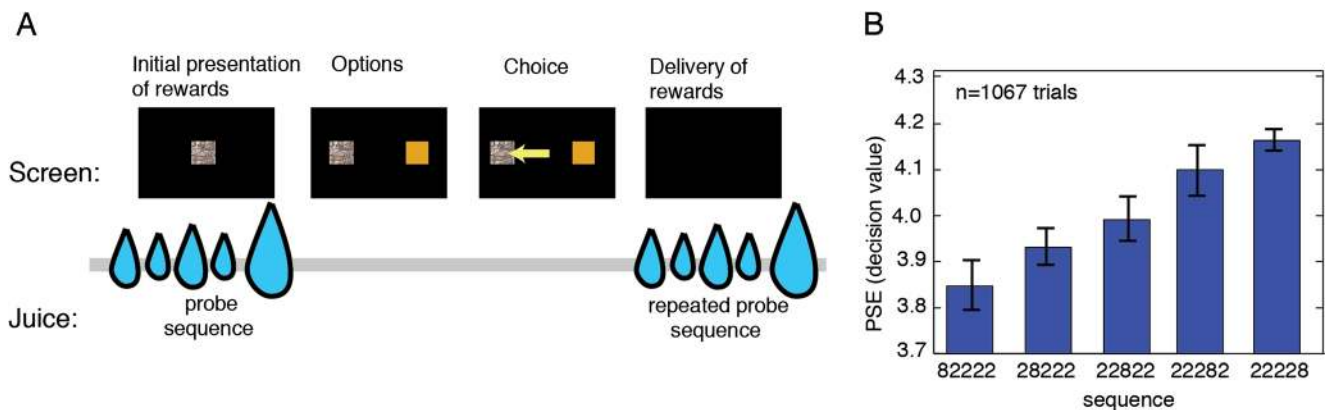 A
Initial presentation
of rewards
Options
Choice
Delivery of
rewards
Screen:
probe
sequence
repeated probe
sequence
Juice:
B
n=1067 trials
PSE (decision value)
4.3
4.2
4.1
4.0
3.9
3.8
3.7
82222 28222 22822 22282 22228
sequence